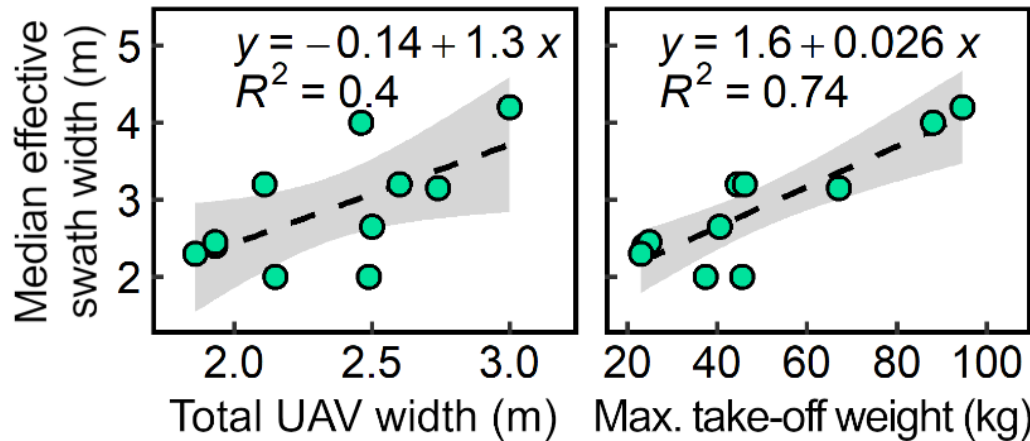 Median effective
swath width (m)
5
4
3
2
y = −0.14 + 1.3 x
R² = 0.4
2.0 2.5 3.0
Total UAV width (m)
y = 1.6 + 0.026 x
R² = 0.74
20 40 60 80 100
Max. take-off weight (kg)